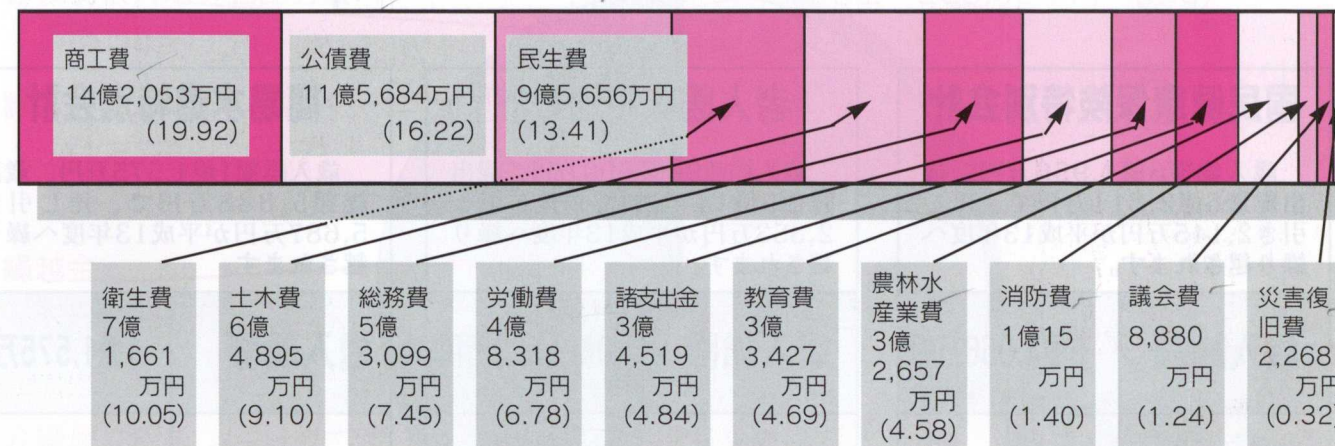 商工費
14億2,053万円
(19.92)
公債費
11億5,684万円
(16.22)
民生費
9億5,656万円
(13.41)
衛生費
7億
1,661
万円
(10.05)
土木費
6億
4,895
万円
(9.10)
総務費
5億
3,099
万円
(7.45)
労働費
4億
8.318
万円
(6.78)
諸支出金
3億
4,519
万円
(4.84)
教育費
3億
3,427
万円
(4.69)
農林水
産業費
3億
2,657
万円
(4.58)
消防費
1億15
万円
(1.40)
議会費
8,880
万円
(1.24)
災害復
旧費
2,268
万円
(0.32)